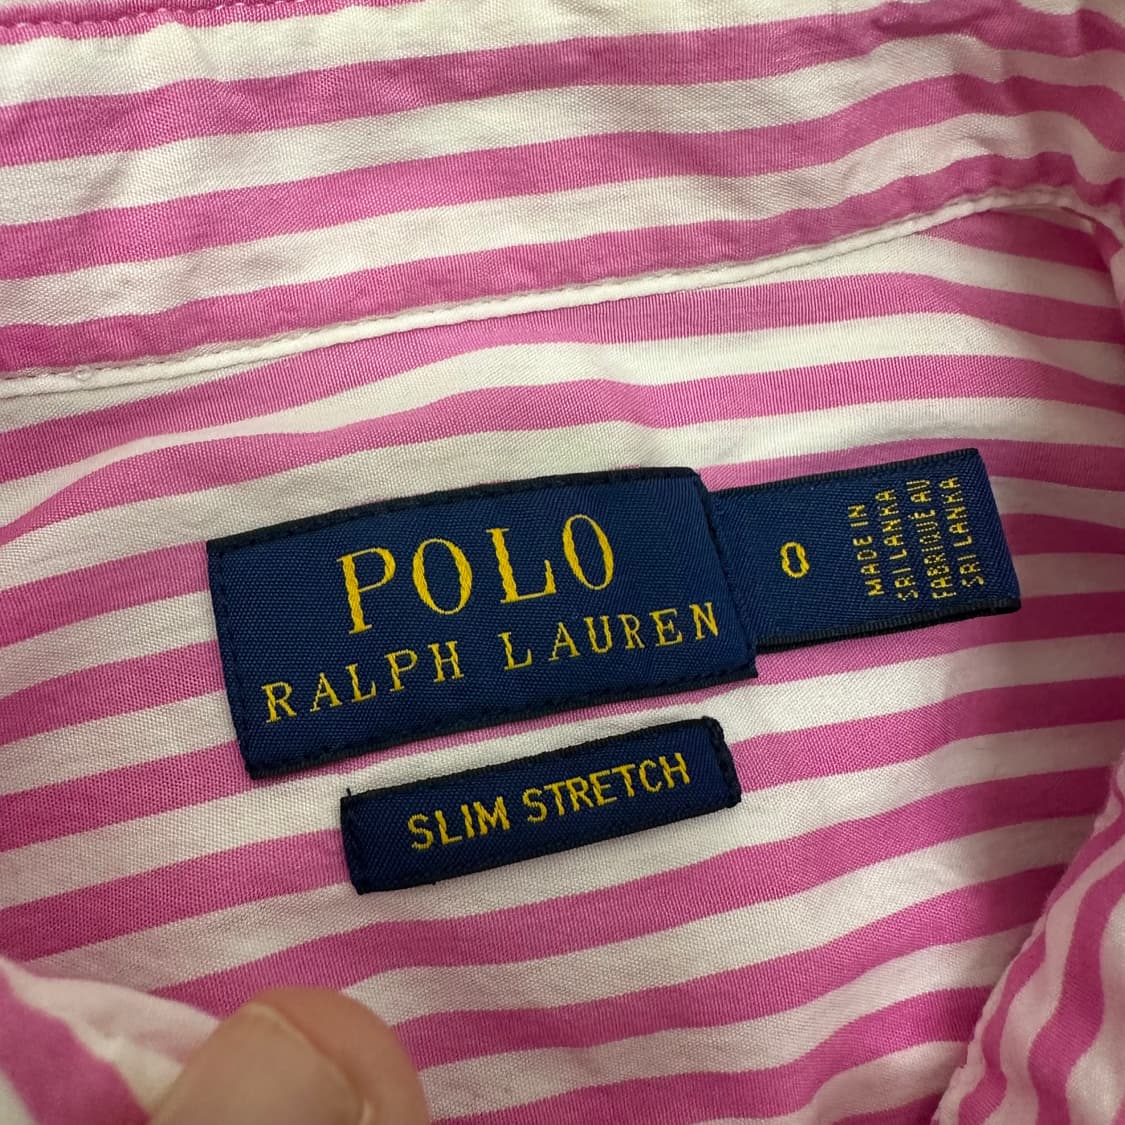 POLO
RALPH LAUREN
0
MADE IN
SRI LANKA
FABRIQUÉ AU
SRI LANKA
SLIM STRETCH